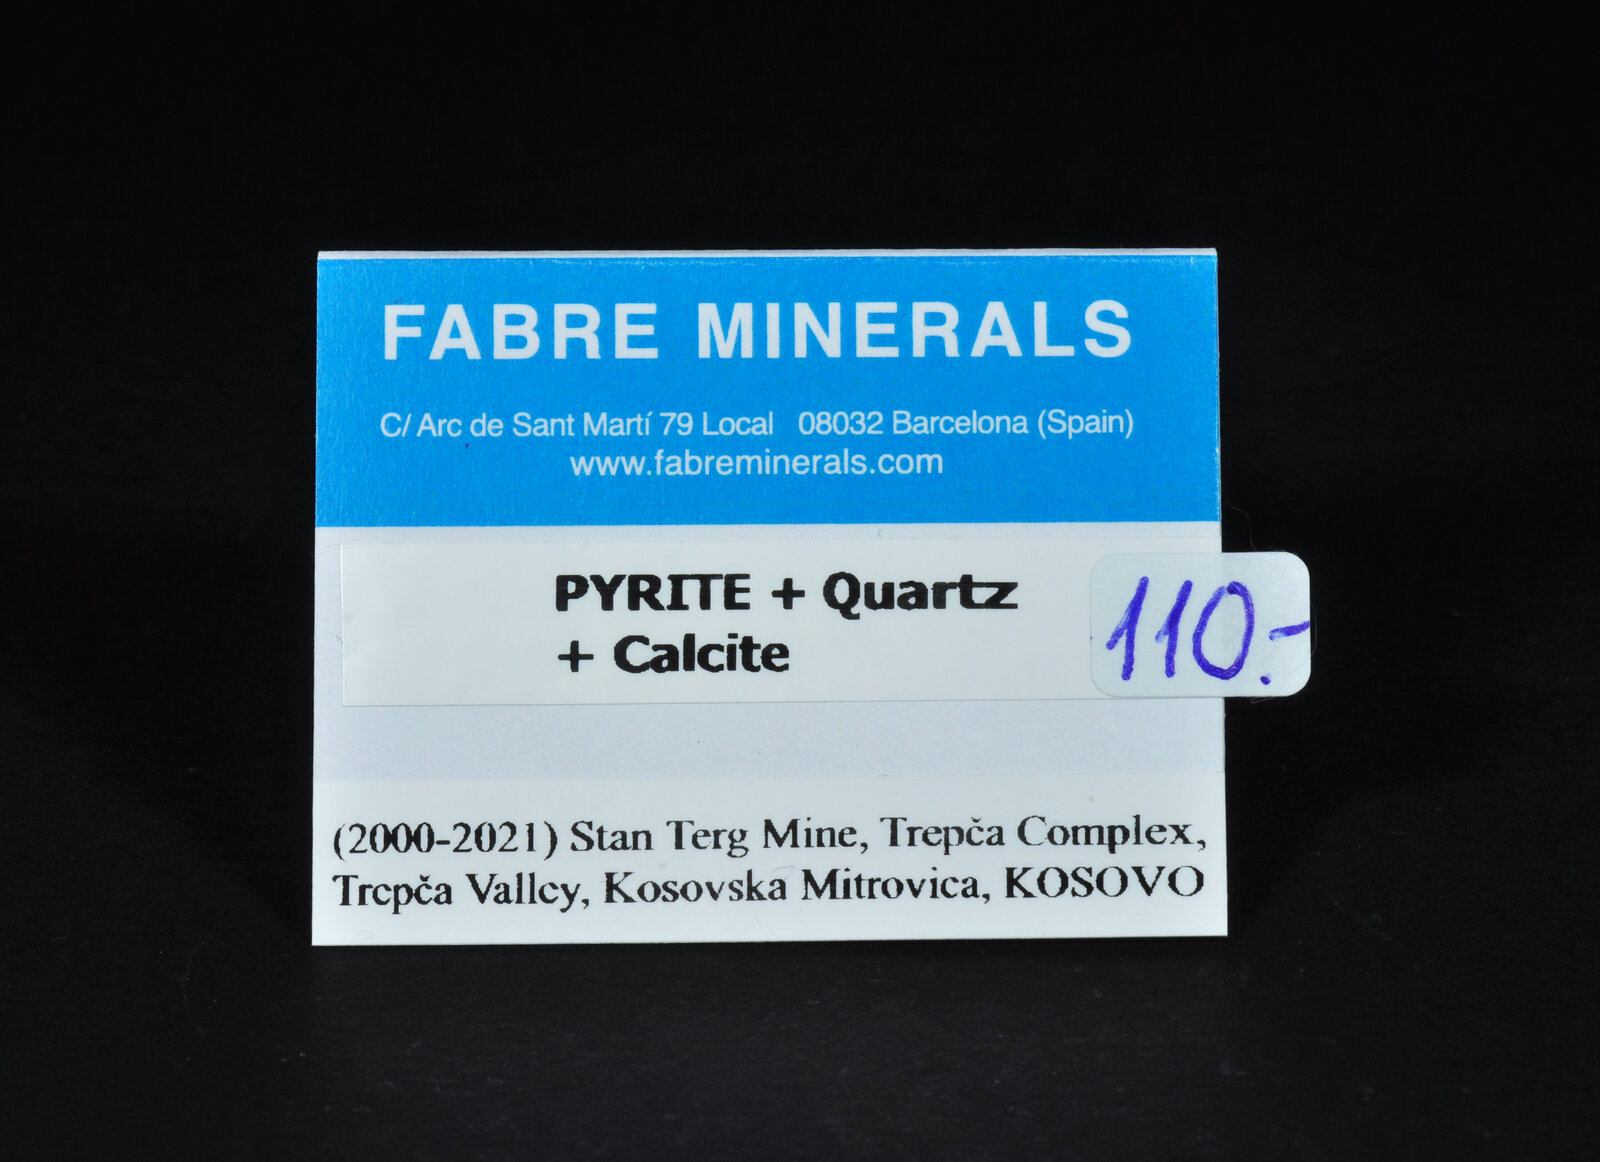 FABRE MINERALS
C/ Arc de Sant Martí 79 Local 08032 Barcelona (Spain)
www.fabreminerals.com
PYRITE + Quartz
+ Calcite
110.-
(2000-2021) Stan Terg Mine, Trepča Complex,
Trepča Valley, Kosovska Mitrovica, KOSOVO